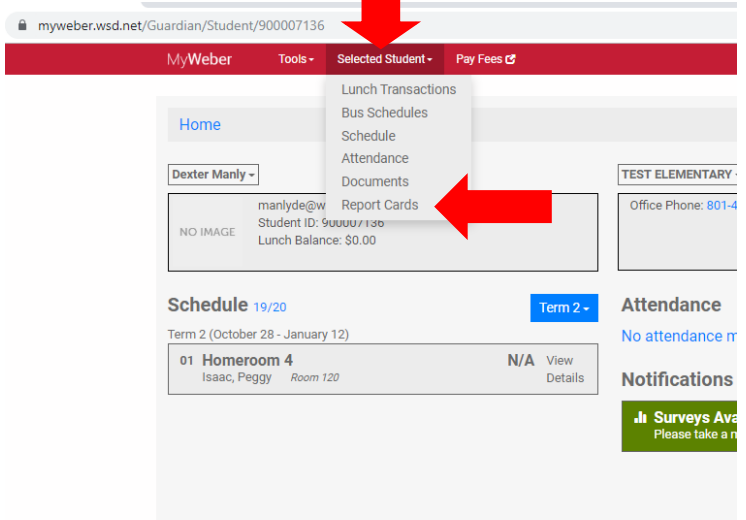 myweber.wsd.net/Guardian/Student/900007136
MyWeber Tools Selected Student Pay Fees
Lunch Transactions
Bus Schedules
Schedule
Attendance
Documents
Report Cards
Home
Dexter Manly
NO IMAGE
manlyde@w
Student ID: 900007136
Lunch Balance: $0.00
TEST ELEMENTARY
Office Phone: 801-4
Schedule 19/20
Term 2
Term 2 (October 28 - January 12)
01 Homeroom 4 N/A View
Isaac, Peggy Room 120 Details
Attendance
No attendance m
Notifications
Surveys Ava
Please take a m